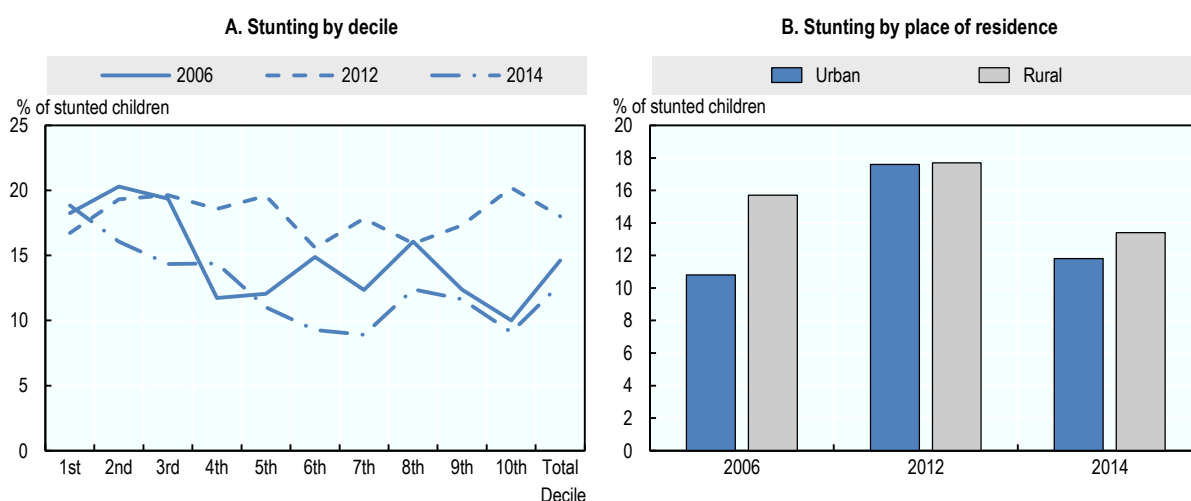 A. Stunting by decile
2006 2012 2014
% of stunted children
25
20
15
10
5
0
1st 2nd 3rd 4th 5th 6th 7th 8th 9th 10th Total
Decile
B. Stunting by place of residence
Urban Rural
% of stunted children
20
18
16
14
12
10
8
6
4
2
0
2006 2012 2014